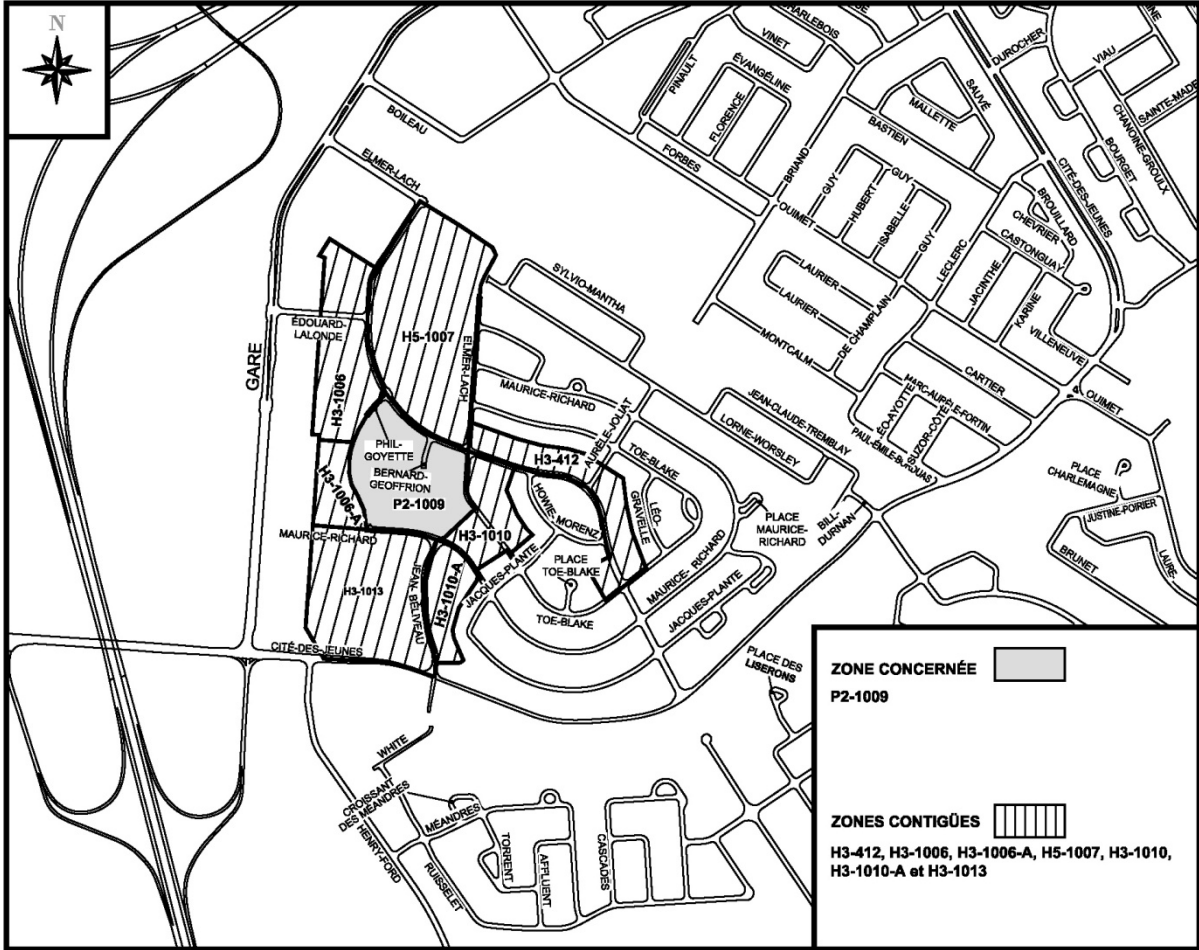 N
CHARLEBOIS
VINET
ÉVANGÉLINE
PINAULT
FLORENCE
FORBES
BOILEAU
ELMER-LACH
BRIAND
BASTIEN
MALLETTE
SAUVÉ
DUROCHER
VIAU
CHANOINE-GROULX
SAINTE-MADE
BOURGET
CITÉ-DES-JEUNES
GUY
HUBERT
ISABELLE
GUY
GUY
OUIMET
LECLERC
BROUILLARD
CHEVRIER
CASTONGUAY
JACINTHE
KARINE
VILLENEUVE
LAURIER
LAURIER
DE CHAMPLAIN
MONTCALM
SYLVIO-MANTHA
CARTIER
OUIMET
MARC-AURÈLE-FORTIN
LÉO-AYOTTE
SUZOR-CÔTÉ
PAUL-ÉMILE-BORDUAS
JEAN-CLAUDE-TREMBLAY
LORNE-WORSLEY
ÉDOUARD-
LALONDE
GARE
H5-1007
ELMER-LACH
H3-1006
MAURICE-RICHARD
AURÈLE-JOLIAT
TOE-BLAKE
H3-412
PHIL-
GOYETTE
BERNARD-
GEOFFRION
P2-1009
H3-1006-A
HOWIE- MORENZ
LÉO-
GRAVELLE
PLACE
CHARLEMAGNE
JUSTINE-POIRIER
BRUNET
LAURE-
BILL-
DURNAN
PLACE
MAURICE-
RICHARD
MAURICE-RICHARD
H3-1010
JACQUES-PLANTE
PLACE
TOE-BLAKE
MAURICE- RICHARD
JACQUES-PLANTE
H3-1013
JEAN- BÉLIVEAU
H3-1010-A
TOE-BLAKE
CITÉ-DES-JEUNES
PLACE DES
LISERONS
WHITE
CROISSANT
DES MÉANDRES
MÉANDRES
HENRY-FORD
RUISSELET
TORRENT
AFFLUENT
CASCADES
ZONE CONCERNÉE
P2-1009
ZONES CONTIGÜES
H3-412, H3-1006, H3-1006-A, H5-1007, H3-1010,
H3-1010-A et H3-1013